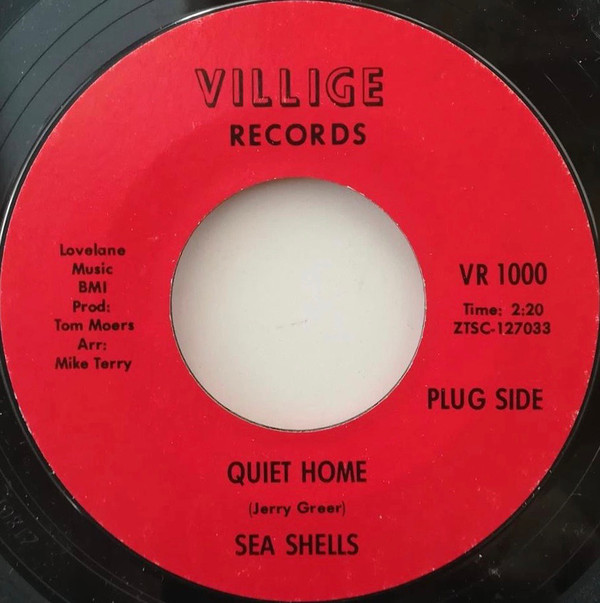 VILLIGE
RECORDS
Lovelane
Music
BMI
Prod:
Tom Moers
Arr:
Mike Terry
VR 1000
Time: 2:20
ZTSC-127033
PLUG SIDE
QUIET HOME
(Jerry Greer)
SEA SHELLS